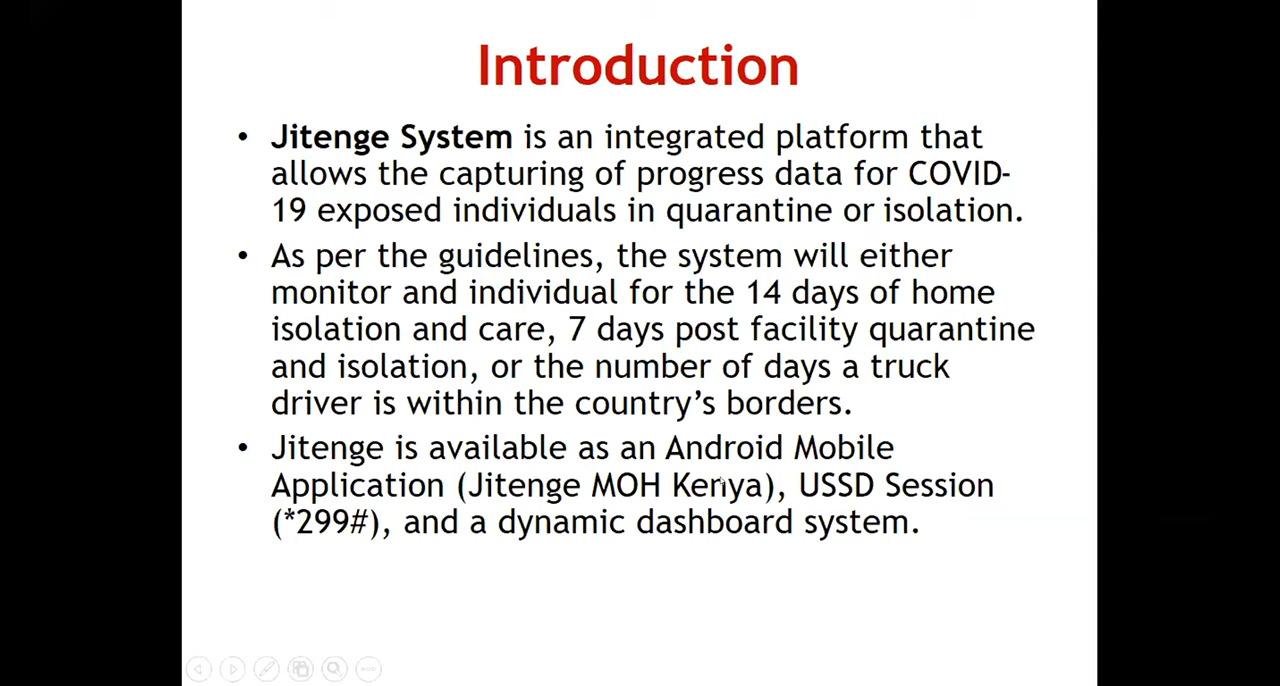 Introduction
• Jitenge System is an integrated platform that
allows the capturing of progress data for COVID-
19 exposed individuals in quarantine or isolation.
• As per the guidelines, the system will either
monitor and individual for the 14 days of home
isolation and care, 7 days post facility quarantine
and isolation, or the number of days a truck
driver is within the country’s borders.
• Jitenge is available as an Android Mobile
Application (Jitenge MOH Kenya), USSD Session
(*299#), and a dynamic dashboard system.